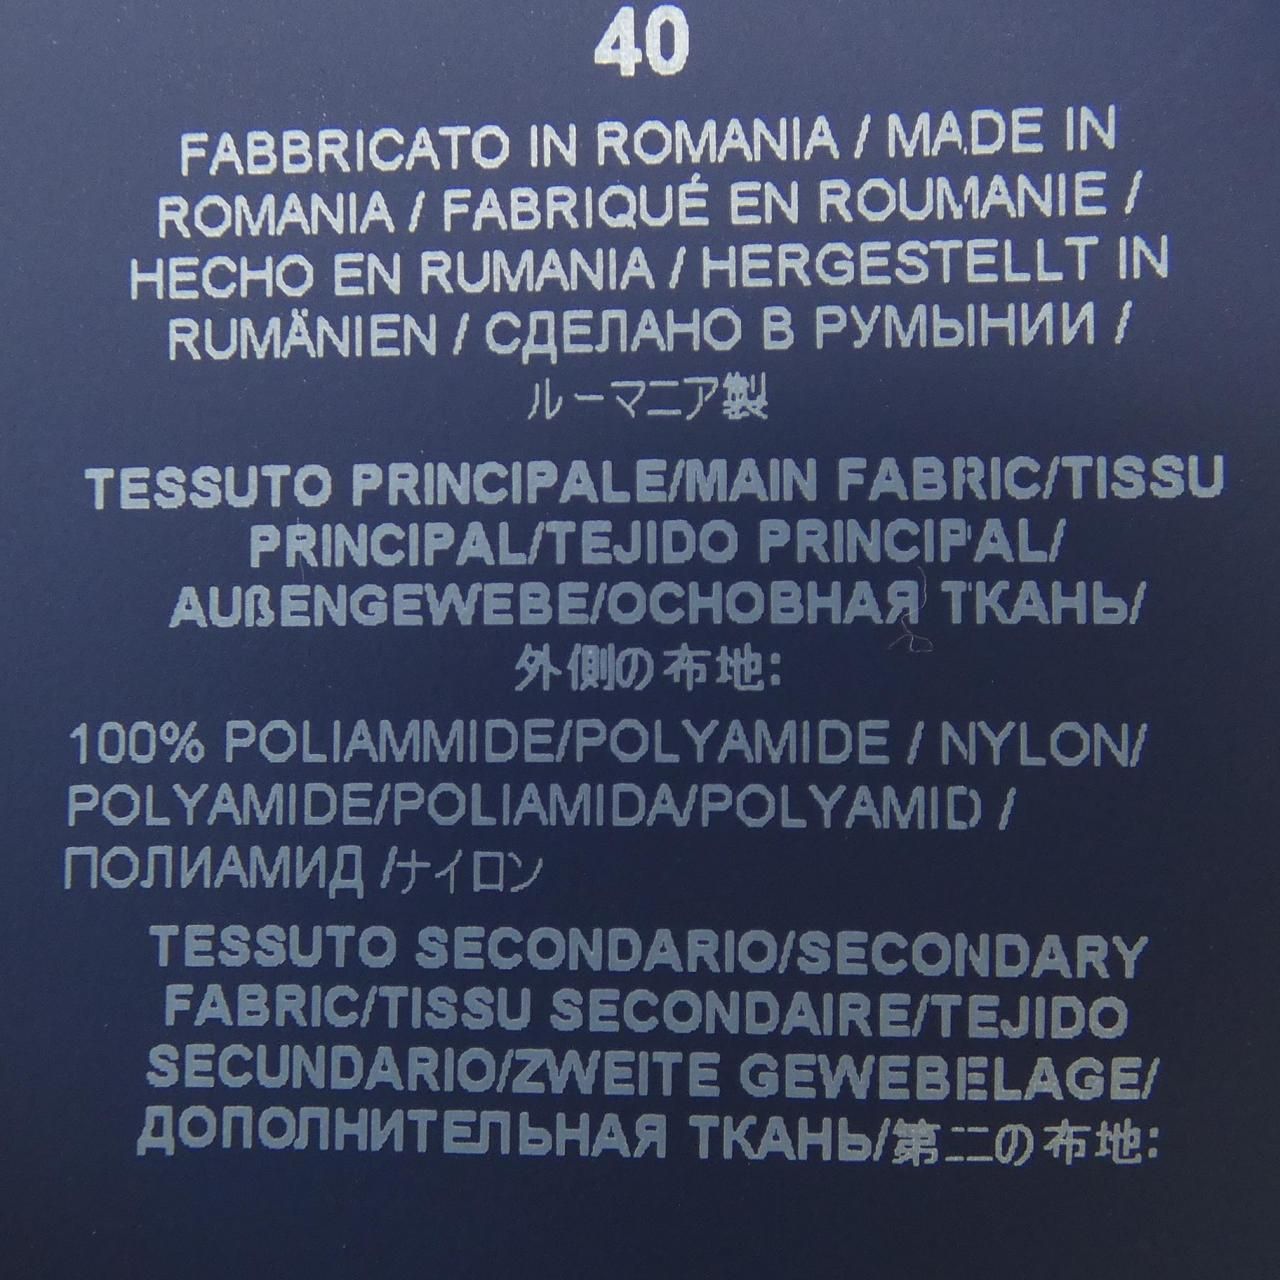 40
FABBRICATO IN ROMANIA / MADE IN
ROMANIA / FABRIQUÉ EN ROUMANIE /
HECHO EN RUMANIA / HERGESTELLT IN
RUMÄNIEN / СДЕЛАНО В РУМЫНИИ /
ルーマニア製
TESSUTO PRINCIPALE/MAIN FABRIC/TISSU
PRINCIPAL/TEJIDO PRINCIPAL/
AUßENGEWEBE/ОСНОВНАЯ ТКАНЬ/
外側の布地:
100% POLIAMMIDE/POLYAMIDE / NYLON/
POLYAMIDE/POLIAMIDA/POLYAMID /
ПОЛИАМИД /ナイロン
TESSUTO SECONDARIO/SECONDARY
FABRIC/TISSU SECONDAIRE/TEJIDO
SECUNDARIO/ZWEITE GEWEBELAGE/
ДОПОЛНИТЕЛЬНАЯ ТКАНЬ/第二の布地: